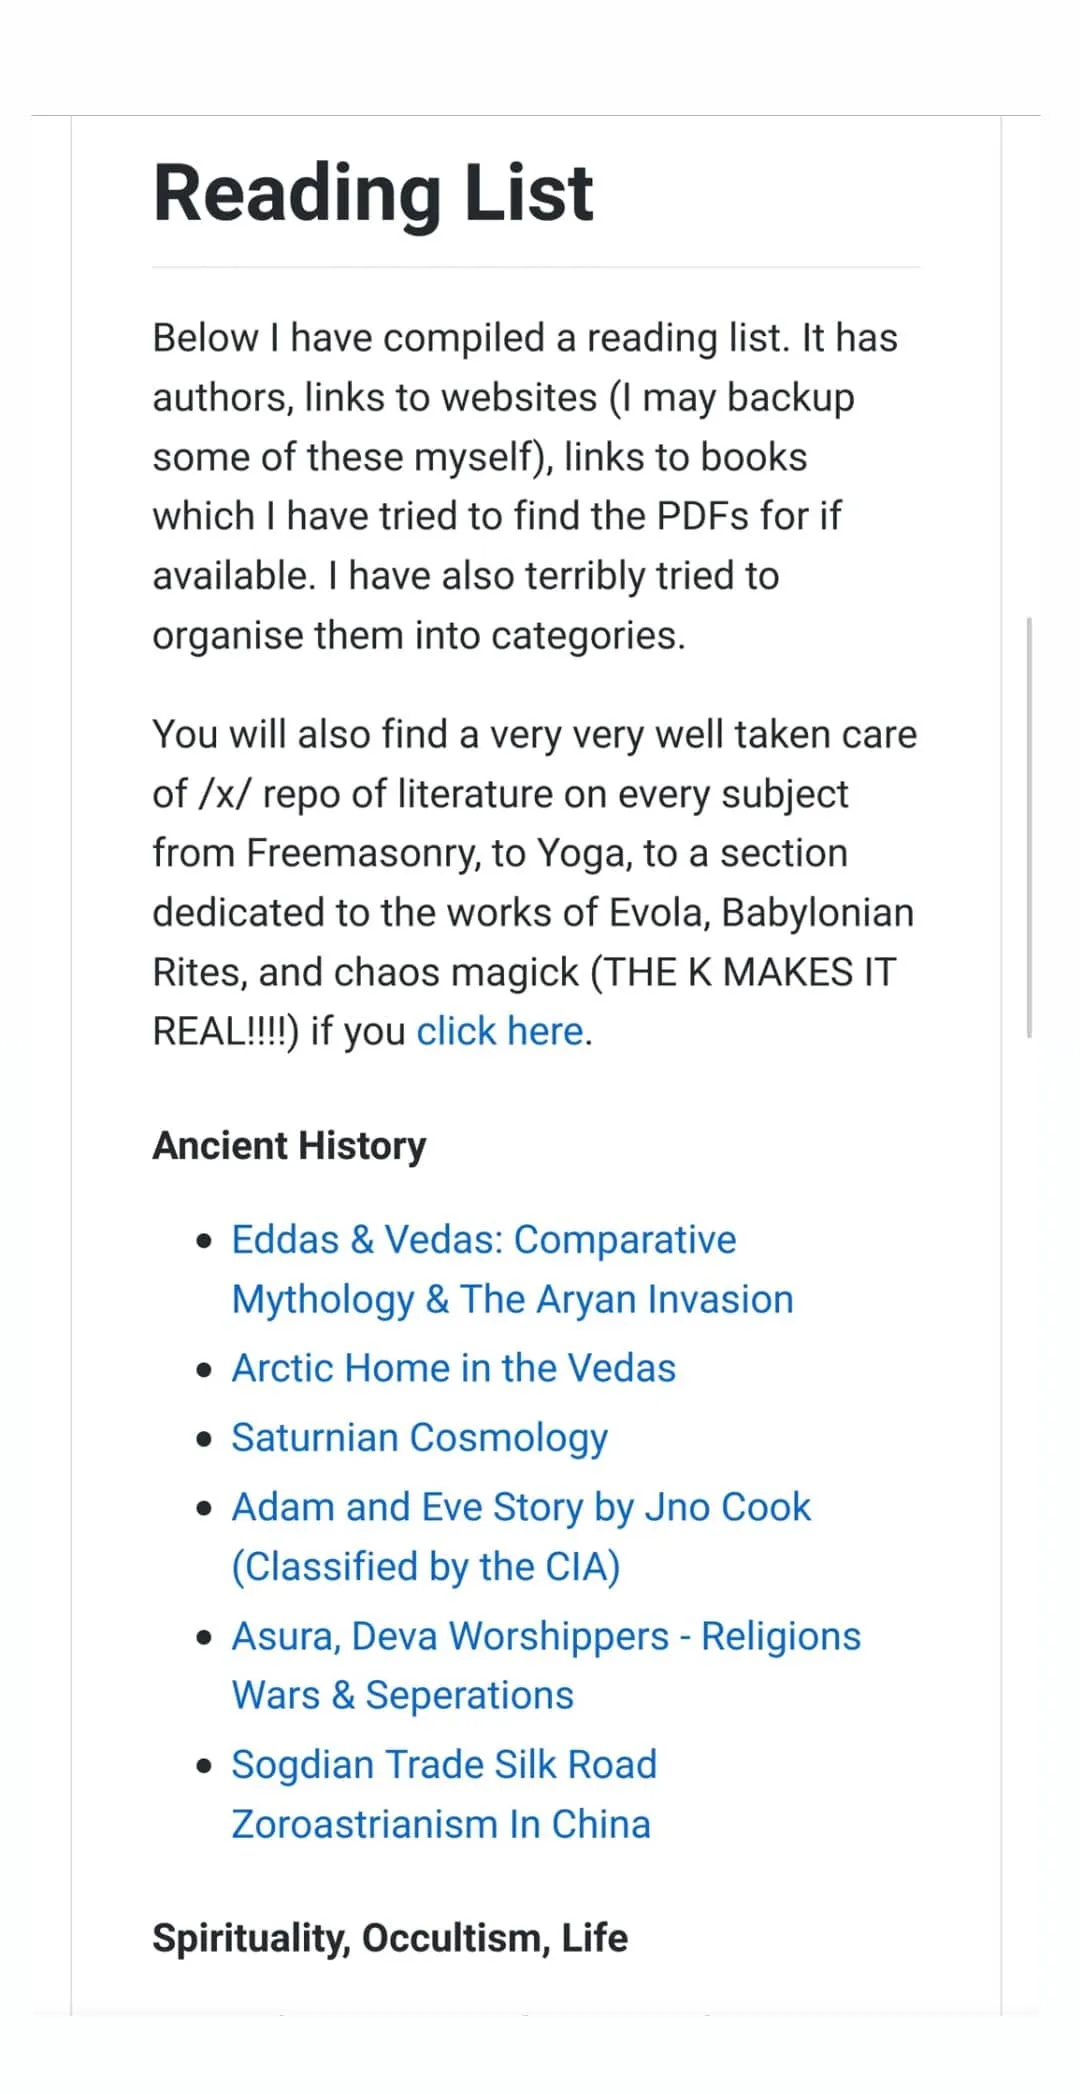 Reading List
Below I have compiled a reading list. It has
authors, links to websites (I may backup
some of these myself), links to books
which I have tried to find the PDFs for if
available. I have also terribly tried to
organise them into categories.
You will also find a very very well taken care
of /x/ repo of literature on every subject
from Freemasonry, to Yoga, to a section
dedicated to the works of Evola, Babylonian
Rites, and chaos magick (THE K MAKES IT
REAL!!!!) if you click here.
Ancient History
• Eddas & Vedas: Comparative
Mythology & The Aryan Invasion
• Arctic Home in the Vedas
• Saturnian Cosmology
• Adam and Eve Story by Jno Cook
(Classified by the CIA)
• Asura, Deva Worshippers - Religions
Wars & Seperations
• Sogdian Trade Silk Road
Zoroastrianism In China
Spirituality, Occultism, Life